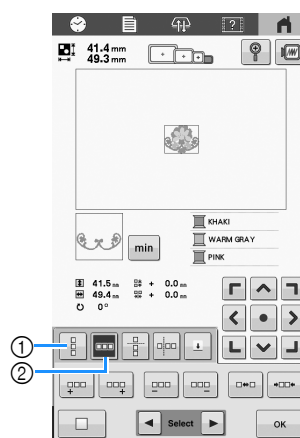 41.4 mm
49.3 mm
KHAKI
min
WARM GRAY
PINK
41.5 mm + 0.0 mm
49.4 mm + 0.0 mm
0°
1
2
+ + − −
Select
OK